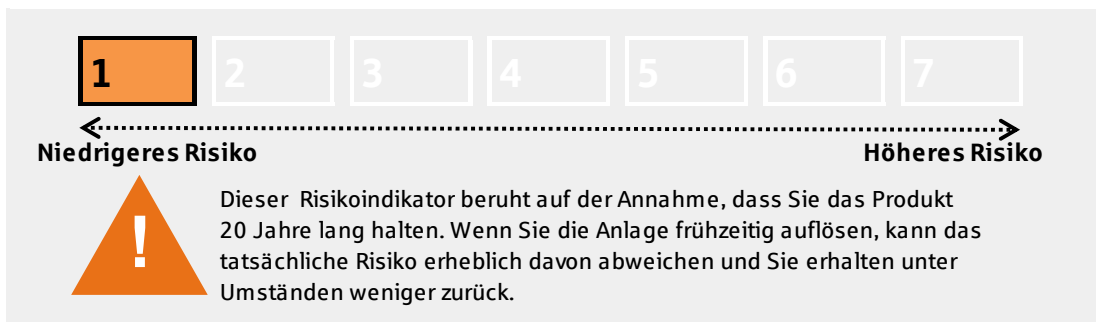 1 2 3 4 5 6 7
Niedrigeres Risiko Höheres Risiko
!
Dieser Risikoindikator beruht auf der Annahme, dass Sie das Produkt
20 Jahre lang halten. Wenn Sie die Anlage frühzeitig auflösen, kann das
tatsächliche Risiko erheblich davon abweichen und Sie erhalten unter
Umständen weniger zurück.